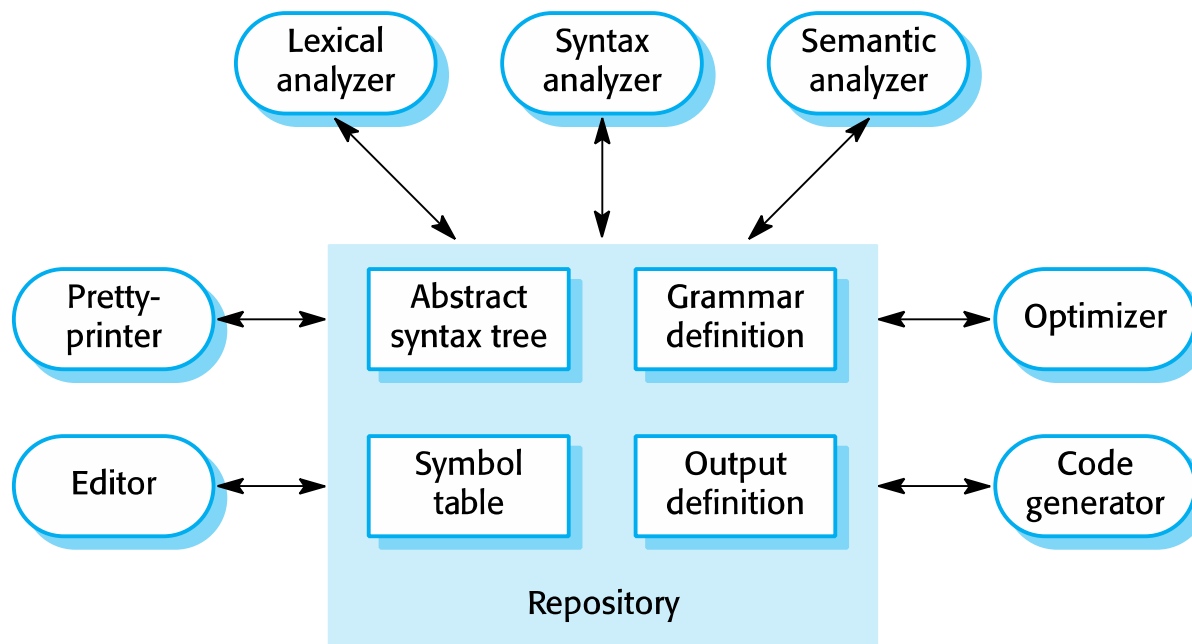 Lexical
analyzer
Syntax
analyzer
Semantic
analyzer
Pretty-
printer
Abstract
syntax tree
Grammar
definition
Optimizer
Editor
Symbol
table
Output
definition
Code
generator
Repository